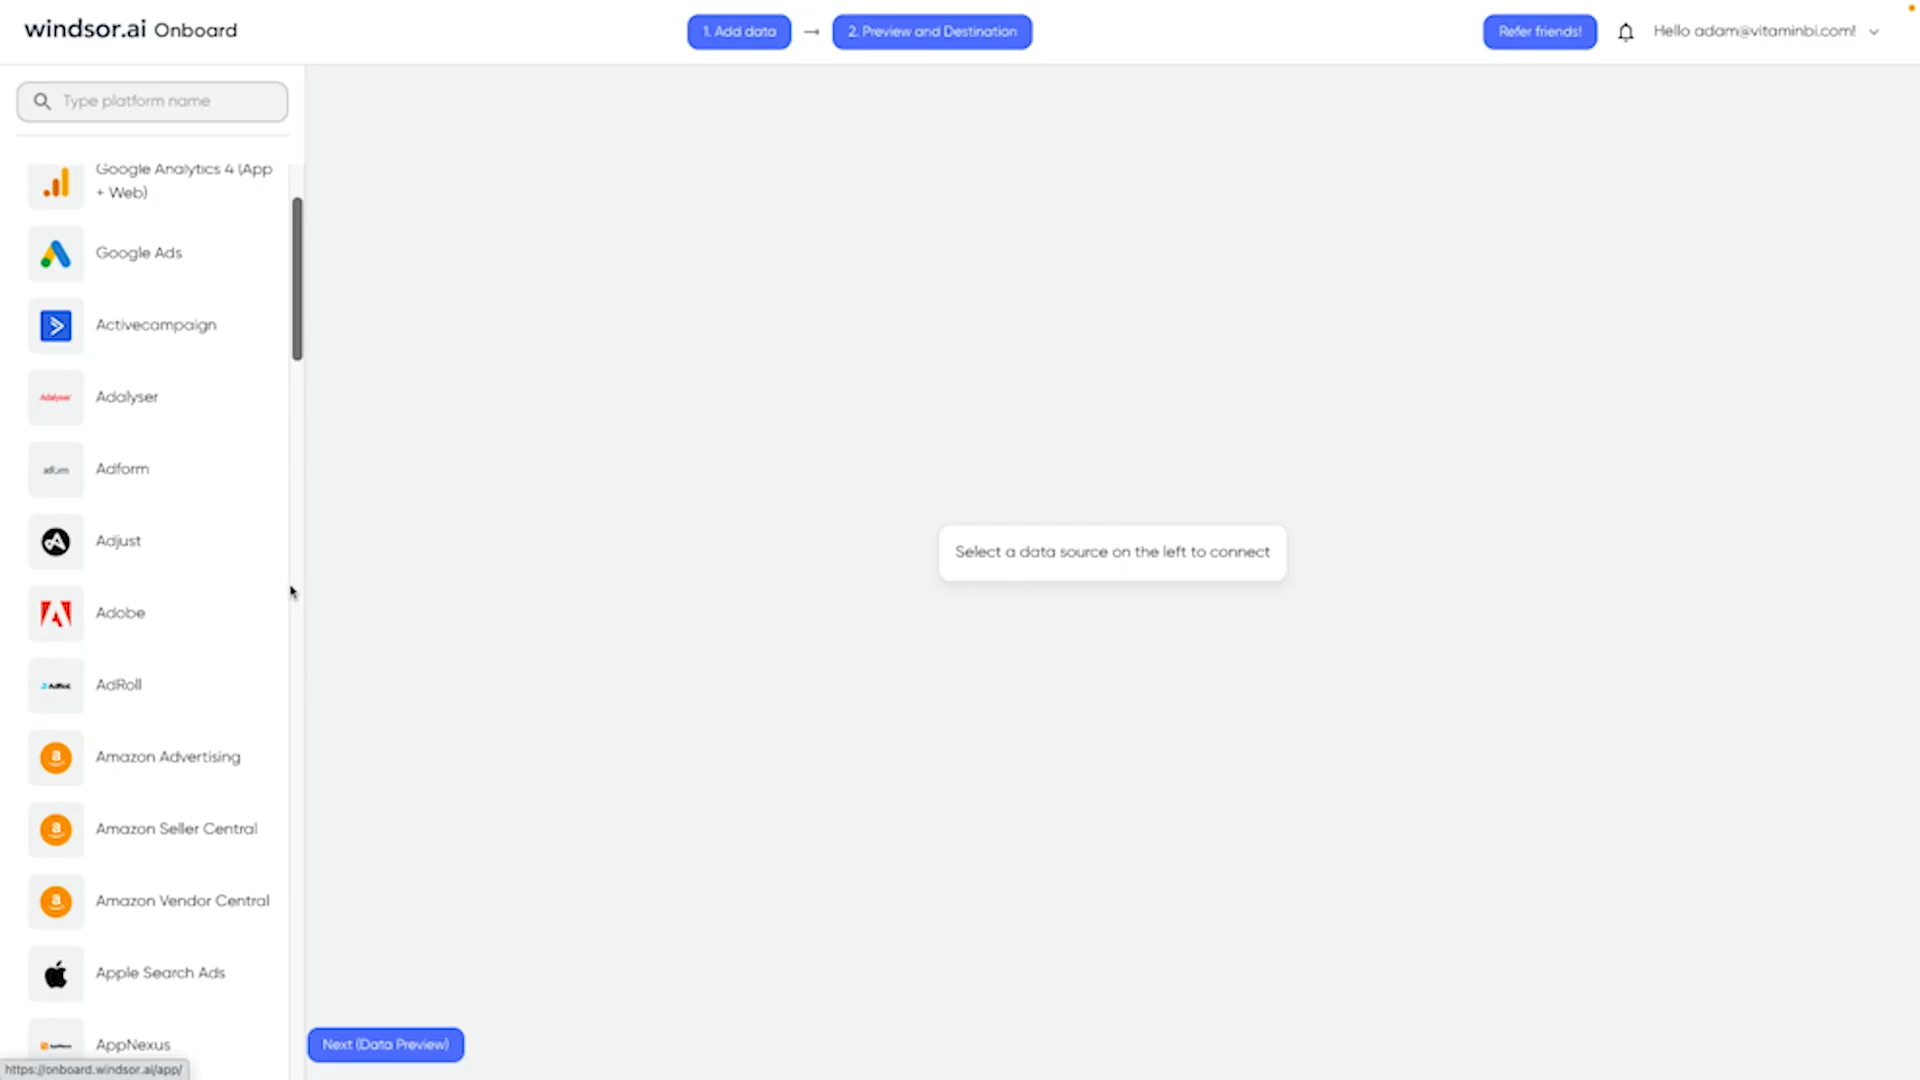 windsor.ai Onboard
1. Add data → 2. Preview and Destination
Refer friends!
Hello adam@vitaminbi.com!
Type platform name
Google Analytics 4 (App
+ Web)
Google Ads
Activecampaign
Adalyser
Adalyser
Adform
Adjust
Adobe
AdRoll
AdRoll
Amazon Advertising
Amazon Seller Central
Amazon Vendor Central
Apple Search Ads
AppNexus
AppNexus
Select a data source on the left to connect
Next (Data Preview)
https://onboard.windsor.ai/app/